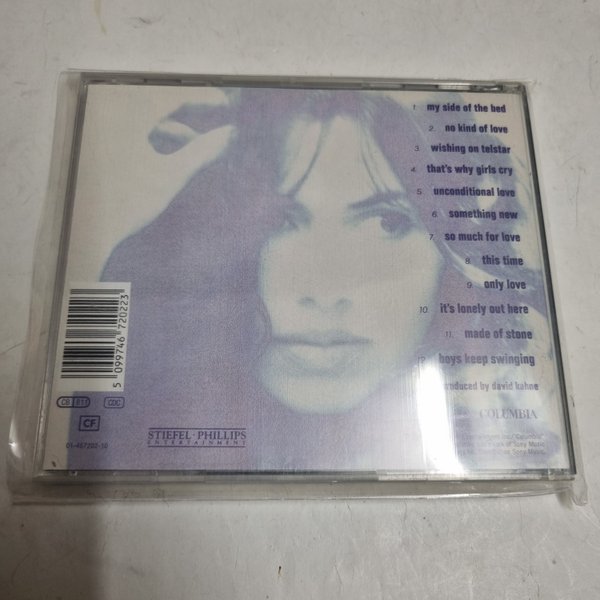 1. my side of the bed
2. no kind of love
3. wishing on telstar
4. that's why girls cry
5. unconditional love
6. something new
7. so much for love
8. this time
9. only love
10. it's lonely out here
11. made of stone
12. boys keep swinging
produced by david kahne
COLUMBIA
STIEFEL · PHILLIPS
ENTERTAINMENT
5 099746 720223
CB 811
CDC
CF
01-467202-10